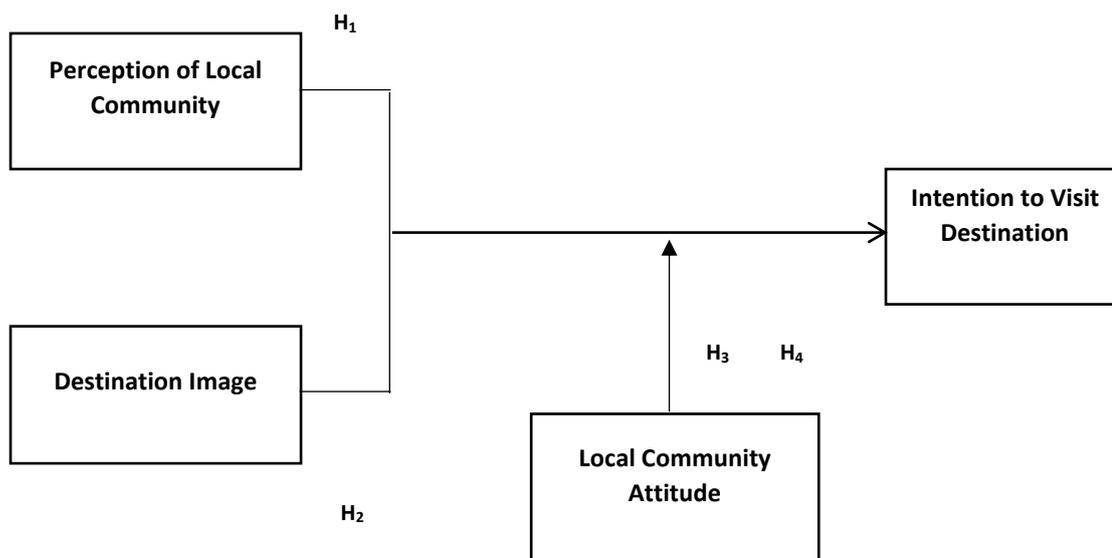 H₁
Perception of Local
Community
Intention to Visit
Destination
H₃ H₄
Destination Image
Local Community
Attitude
H₂